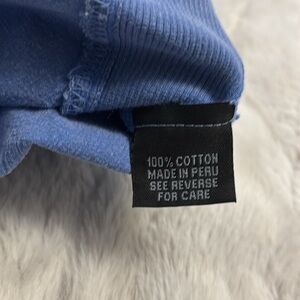 100% COTTON
MADE IN PERU
SEE REVERSE
FOR CARE